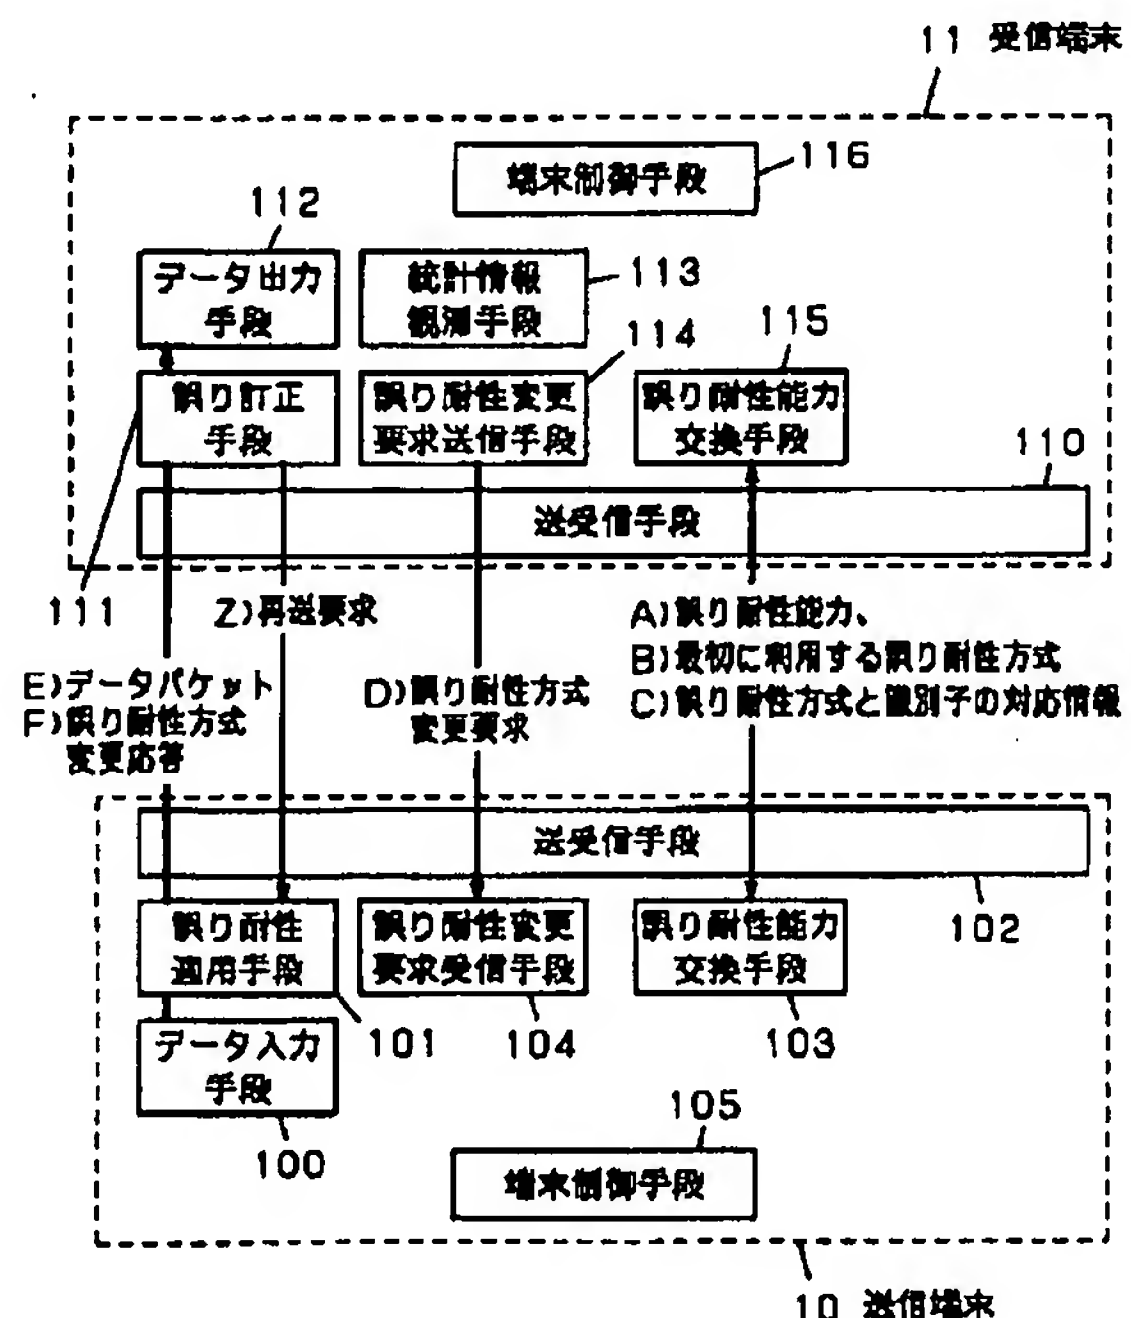 11 受信端末
端末制御手段
116
112
データ出力
手段
統計情報
観測手段
113
114
115
誤り訂正
手段
誤り耐性変更
要求送信手段
誤り耐性能力
交換手段
110
送受信手段
111
Z)再送要求
A)誤り耐性能力、
B)最初に利用する誤り耐性方式
C)誤り耐性方式と識別子の対応情報
E)データパケット
F)誤り耐性方式
変更応答
D)誤り耐性方式
変更要求
送受信手段
102
誤り耐性
適用手段
誤り耐性変更
要求受信手段
誤り耐性能力
交換手段
101
104
103
データ入力
手段
100
105
端末制御手段
10 送信端末